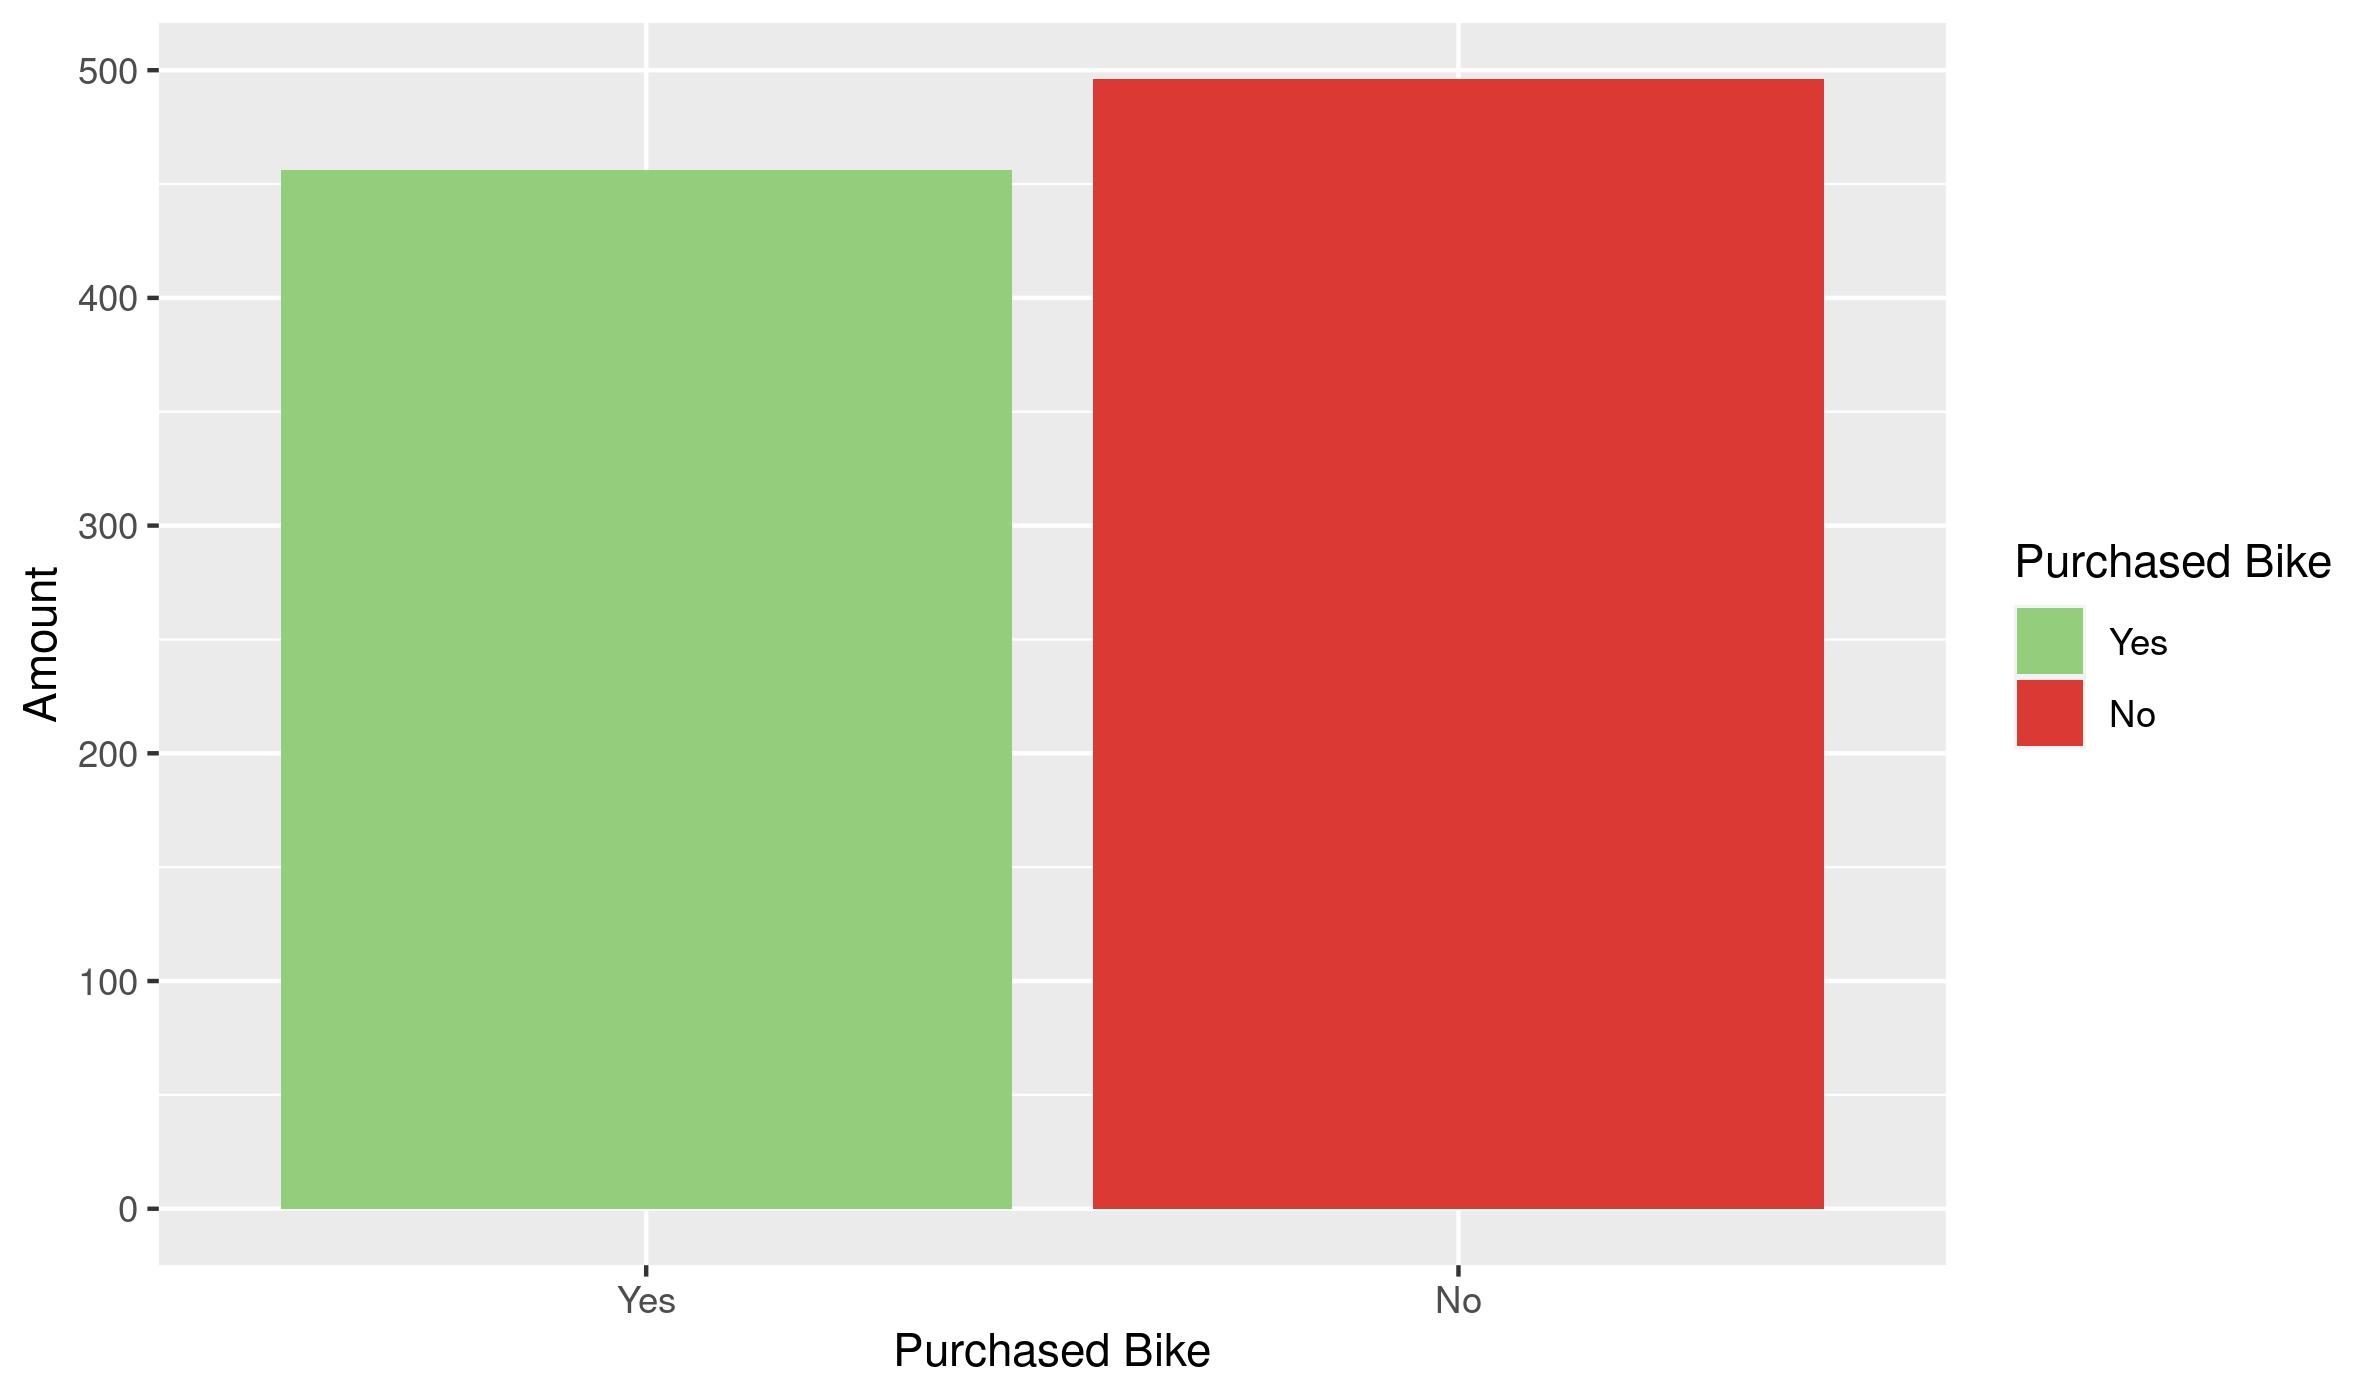 500
400
300
200
100
0
Amount
Yes
No
Purchased Bike
Purchased Bike
Yes
No